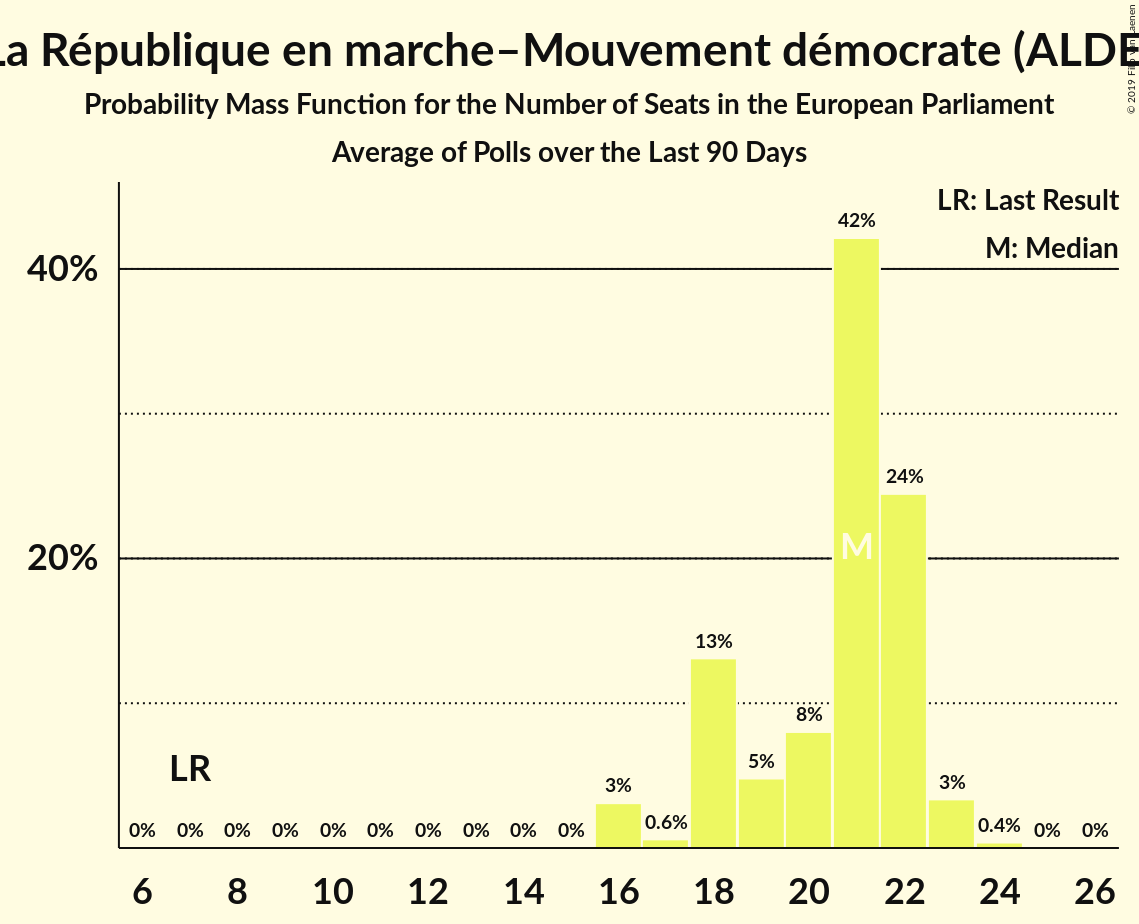 La République en marche–Mouvement démocrate (ALDE
Probability Mass Function for the Number of Seats in the European Parliament
Average of Polls over the Last 90 Days
© 2019 Filip van Laenen
LR: Last Result
M: Median
40%
20%
42%
24%
M
13%
8%
5%
LR
3%
3%
0% 0% 0% 0% 0% 0% 0% 0% 0% 0% 0.6% 0.4% 0% 0%
6 8 10 12 14 16 18 20 22 24 26